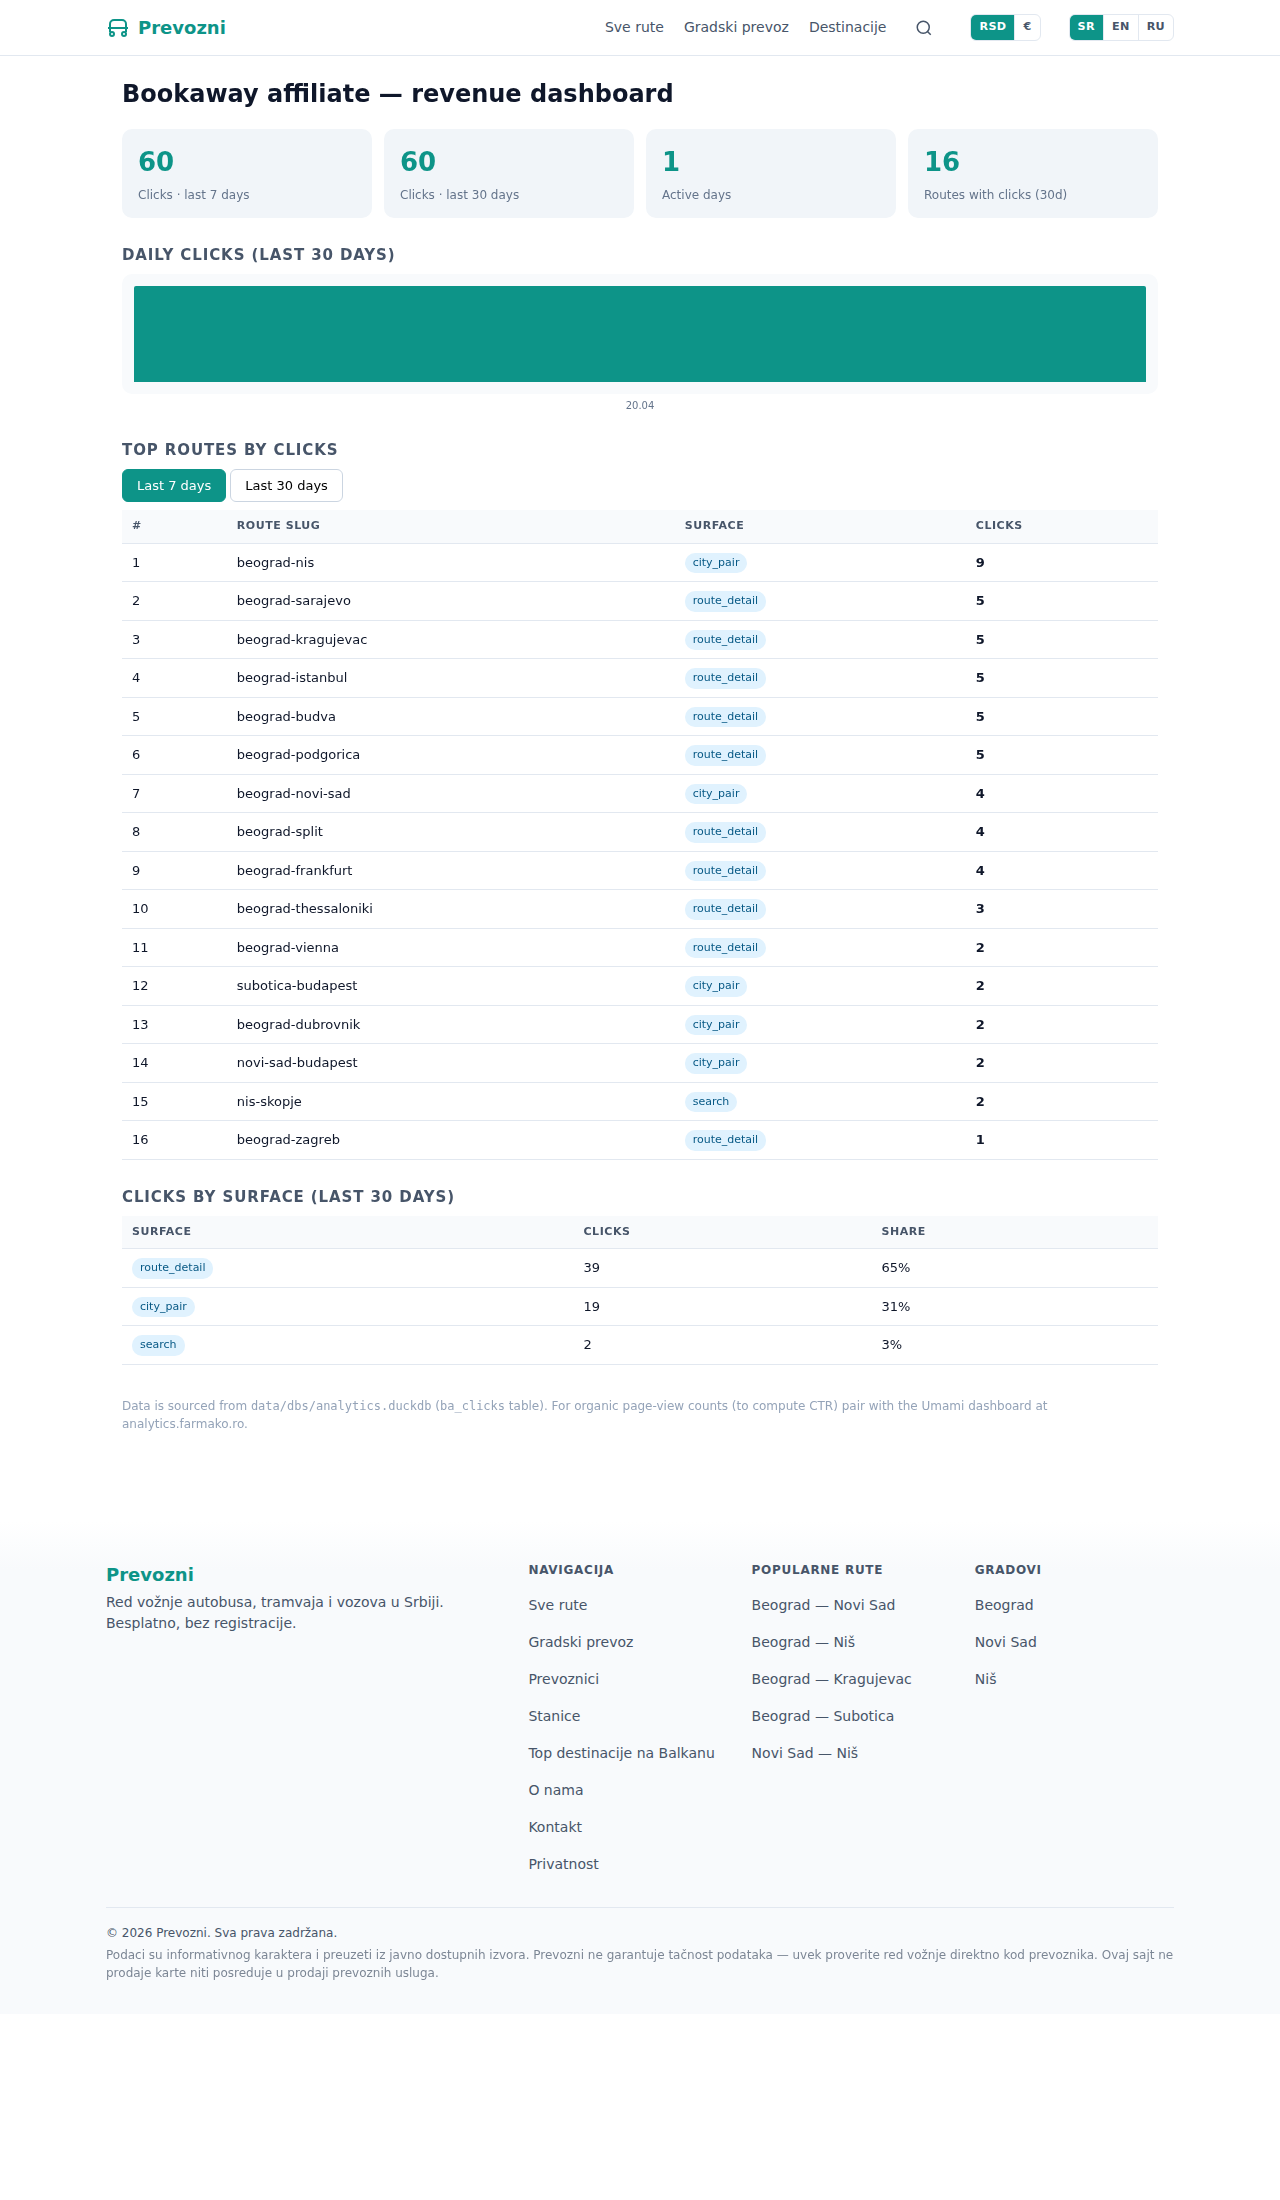 Prevozni
Sve rute
Gradski prevoz
Destinacije
RSD €
SR EN RU
Bookaway affiliate — revenue dashboard
60
Clicks · last 7 days
60
Clicks · last 30 days
1
Active days
16
Routes with clicks (30d)
DAILY CLICKS (LAST 30 DAYS)
20.04
TOP ROUTES BY CLICKS
Last 7 days
Last 30 days
# ROUTE SLUG SURFACE CLICKS
1 beograd-nis city_pair 9
2 beograd-sarajevo route_detail 5
3 beograd-kragujevac route_detail 5
4 beograd-istanbul route_detail 5
5 beograd-budva route_detail 5
6 beograd-podgorica route_detail 5
7 beograd-novi-sad city_pair 4
8 beograd-split route_detail 4
9 beograd-frankfurt route_detail 4
10 beograd-thessaloniki route_detail 3
11 beograd-vienna route_detail 2
12 subotica-budapest city_pair 2
13 beograd-dubrovnik city_pair 2
14 novi-sad-budapest city_pair 2
15 nis-skopje search 2
16 beograd-zagreb route_detail 1
CLICKS BY SURFACE (LAST 30 DAYS)
SURFACE CLICKS SHARE
route_detail 39 65%
city_pair 19 31%
search 2 3%
Data is sourced from data/dbs/analytics.duckdb (ba_clicks table). For organic page-view counts (to compute CTR) pair with the Umami dashboard at
analytics.farmako.ro.
Prevozni
Red vožnje autobusa, tramvaja i vozova u Srbiji.
Besplatno, bez registracije.
NAVIGACIJA
Sve rute
Gradski prevoz
Prevoznici
Stanice
Top destinacije na Balkanu
O nama
Kontakt
Privatnost
POPULARNE RUTE
Beograd — Novi Sad
Beograd — Niš
Beograd — Kragujevac
Beograd — Subotica
Novi Sad — Niš
GRADOVI
Beograd
Novi Sad
Niš
© 2026 Prevozni. Sva prava zadržana.
Podaci su informativnog karaktera i preuzeti iz javno dostupnih izvora. Prevozni ne garantuje tačnost podataka — uvek proverite red vožnje direktno kod prevoznika. Ovaj sajt ne
prodaje karte niti posreduje u prodaji prevoznih usluga.